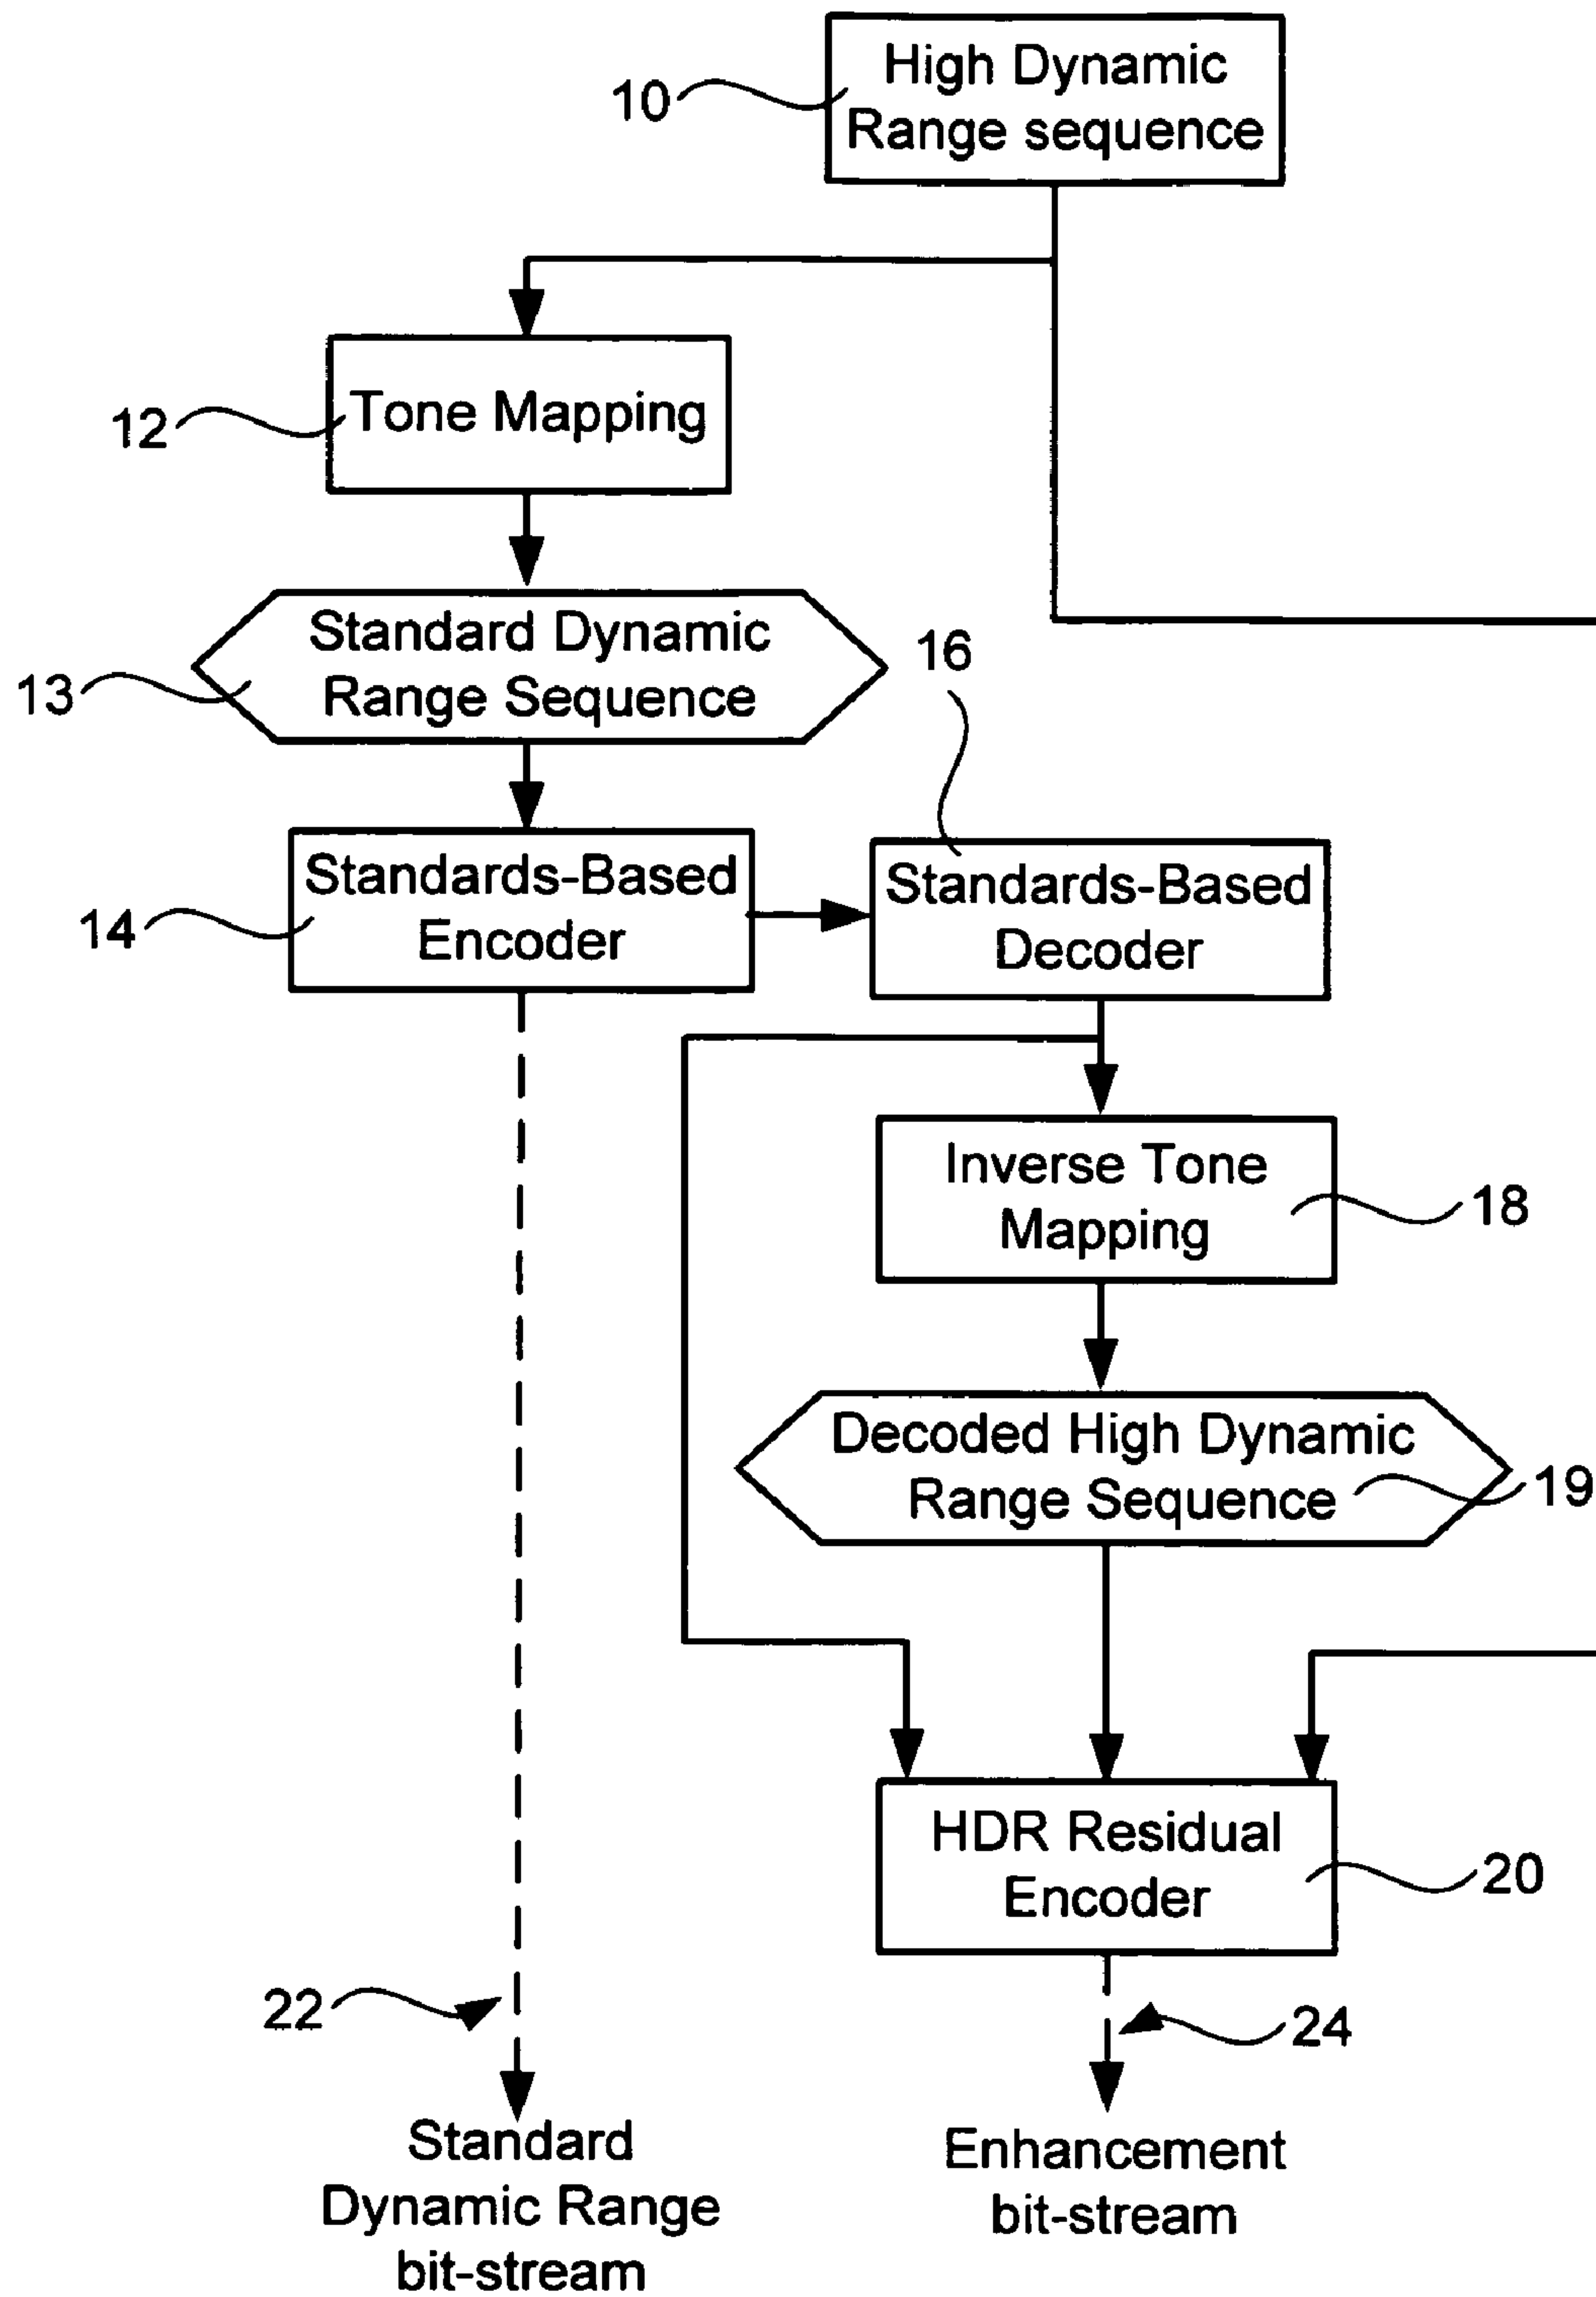 High Dynamic
Range sequence
10
Tone Mapping
12
Standard Dynamic
Range Sequence
13
16
Standards-Based
Encoder
14
Standards-Based
Decoder
Inverse Tone
Mapping
18
Decoded High Dynamic
Range Sequence
19
HDR Residual
Encoder
20
22
24
Standard
Dynamic Range
bit-stream
Enhancement
bit-stream